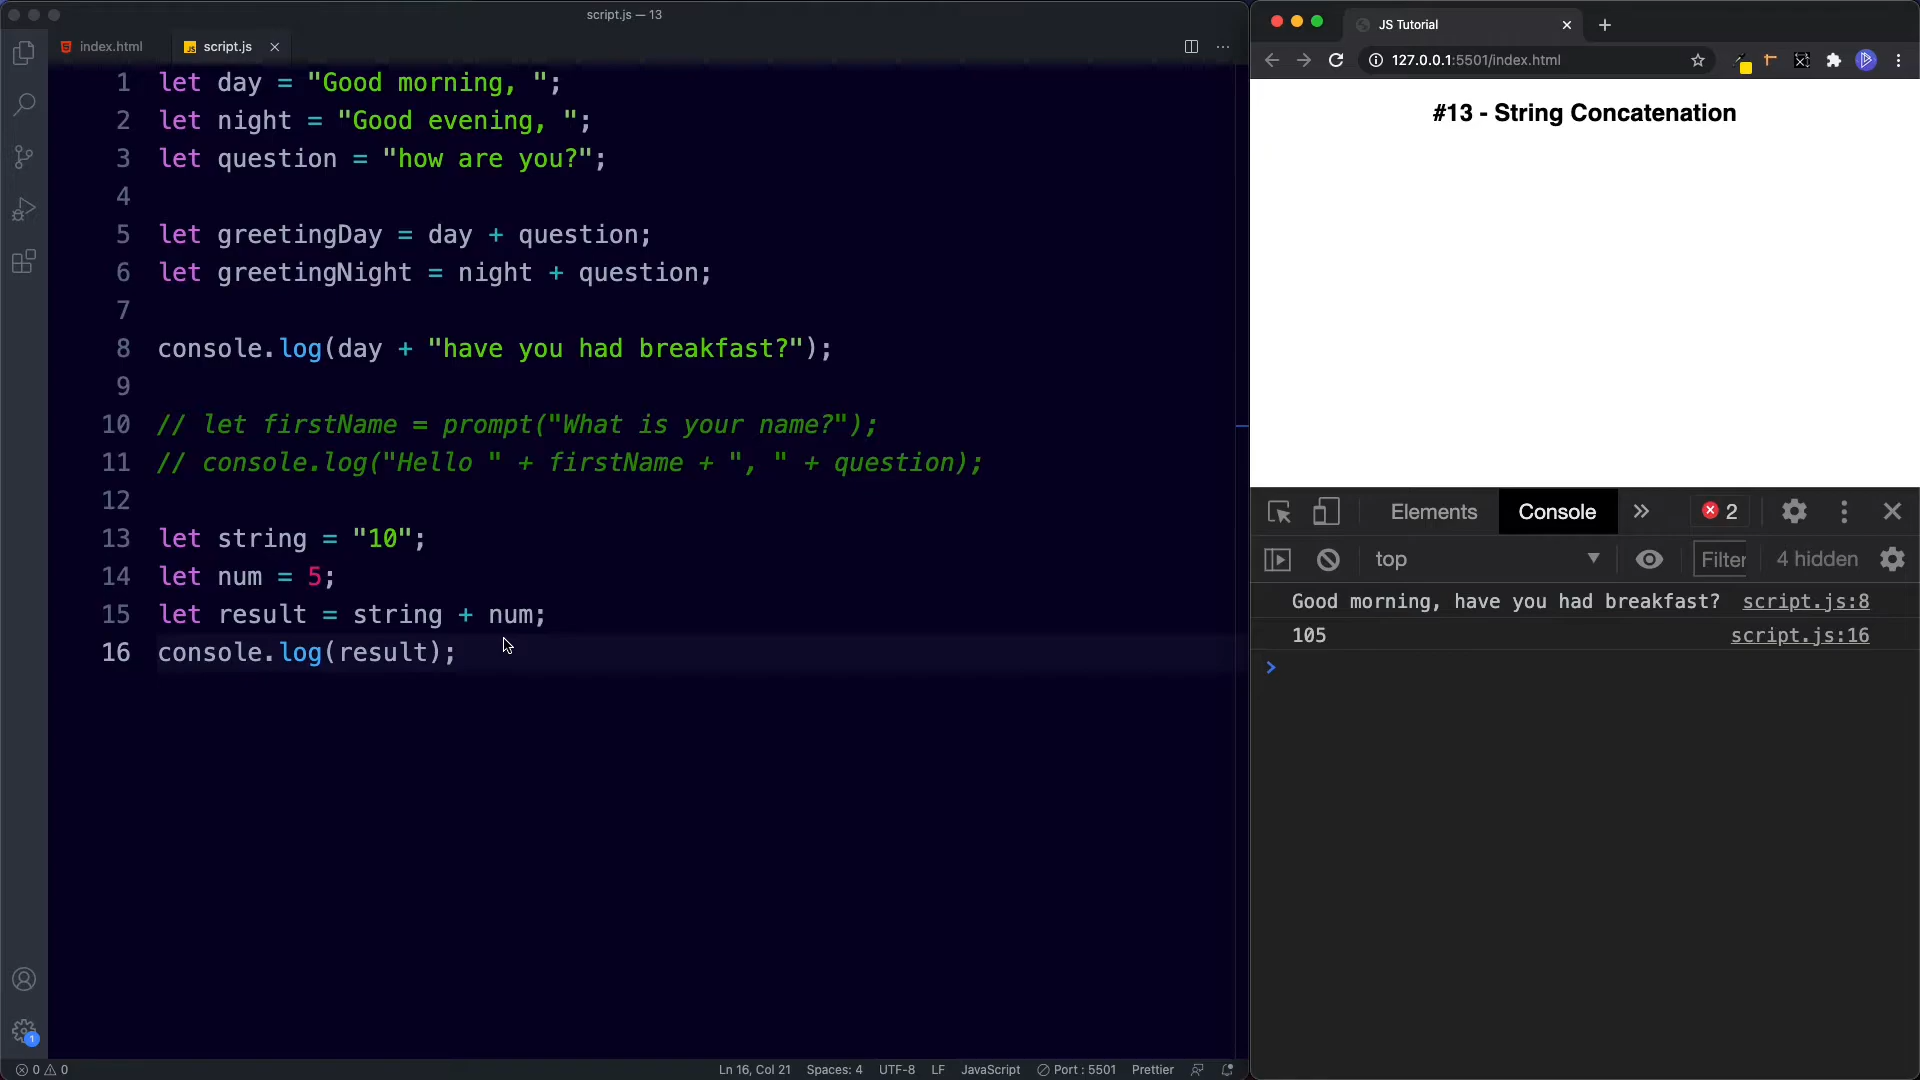 script.js — 13
index.html
script.js
1 let day = "Good morning, ";
2 let night = "Good evening, ";
3 let question = "how are you?";
4
5 let greetingDay = day + question;
6 let greetingNight = night + question;
7
8 console.log(day + "have you had breakfast?");
9
10 // let firstName = prompt("What is your name?");
11 // console.log("Hello " + firstName + ", " + question);
12
13 let string = "10";
14 let num = 5;
15 let result = string + num;
16 console.log(result);
1
0 0
Ln 16, Col 21 Spaces: 4 UTF-8 LF JavaScript Port : 5501 Prettier
JS Tutorial
127.0.0.1:5501/index.html
#13 - String Concatenation
Elements Console » 2
top Filter 4 hidden
Good morning, have you had breakfast? script.js:8
105 script.js:16
>